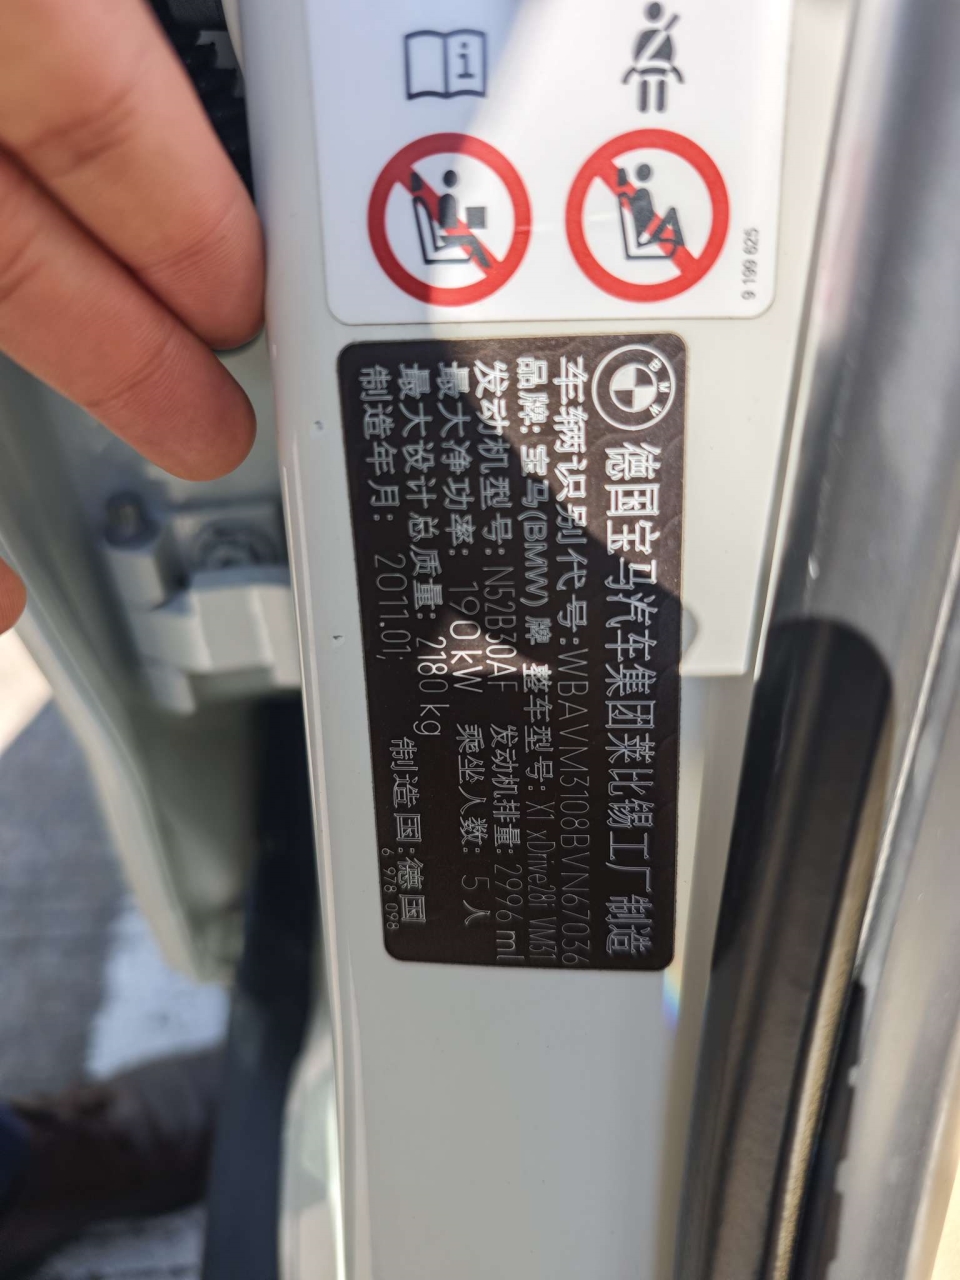 9 199 625
BMW
德国宝马汽车集团莱比锡工厂 制造
车辆识别代号:WBAVM3108BVN67036
品牌: 宝马(BMW) 牌 整车型号: X1 xDrive28i VM31
发动机型号: N52B30AF 发动机排量: 2996 ml
最大净功率: 190kW 乘坐人数: 5 人
最大设计总质量: 2180 kg
制造年月: 2011.01; 制造国:德国
6 978 098